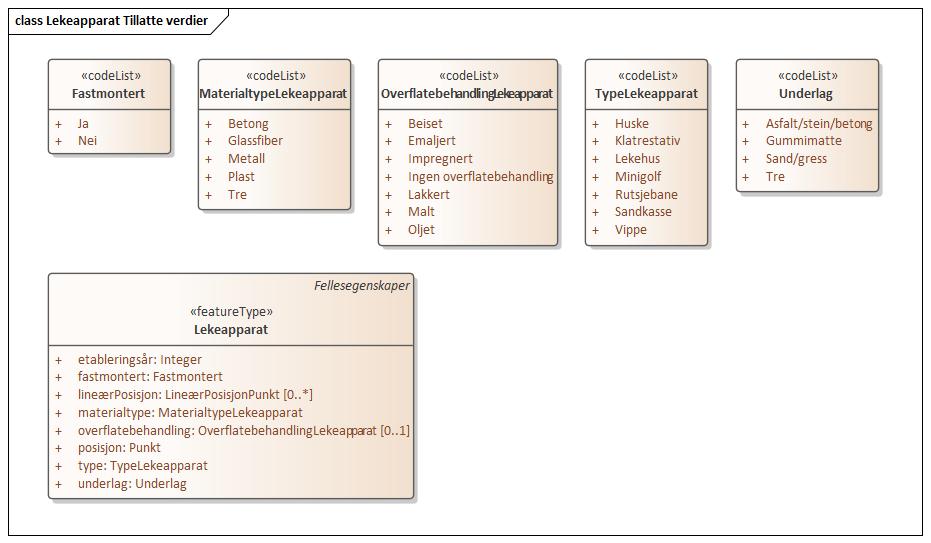 class Lekeapparat Tillatte verdier
«codeList»
Fastmontert
+ Ja
+ Nei
«codeList»
MaterialtypeLekeapparat
+ Betong
+ Glassfiber
+ Metall
+ Plast
+ Tre
«codeList»
OverflatebehandlingLekeapparat
+ Beiset
+ Emaljert
+ Impregnert
+ Ingen overflatebehandling
+ Lakkert
+ Malt
+ Oljet
«codeList»
TypeLekeapparat
+ Huske
+ Klatrestativ
+ Lekehus
+ Minigolf
+ Rutsjebane
+ Sandkasse
+ Vippe
«codeList»
Underlag
+ Asfalt/stein/betong
+ Gummimatte
+ Sand/gress
+ Tre
Fellesegenskaper
«featureType»
Lekeapparat
+ etableringsår: Integer
+ fastmontert: Fastmontert
+ lineærPosisjon: LineærPosisjonPunkt [0..*]
+ materialtype: MaterialtypeLekeapparat
+ overflatebehandling: OverflatebehandlingLekeapparat [0..1]
+ posisjon: Punkt
+ type: TypeLekeapparat
+ underlag: Underlag